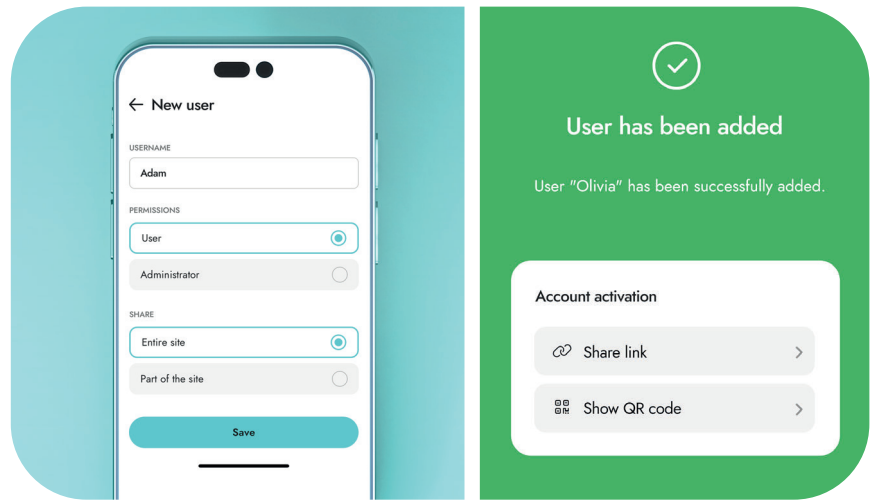 New user
USERNAME
Adam
PERMISSIONS
User
Administrator
SHARE
Entire site
Part of the site
Save
User has been added
User "Olivia" has been successfully added.
Account activation
Share link
Show QR code